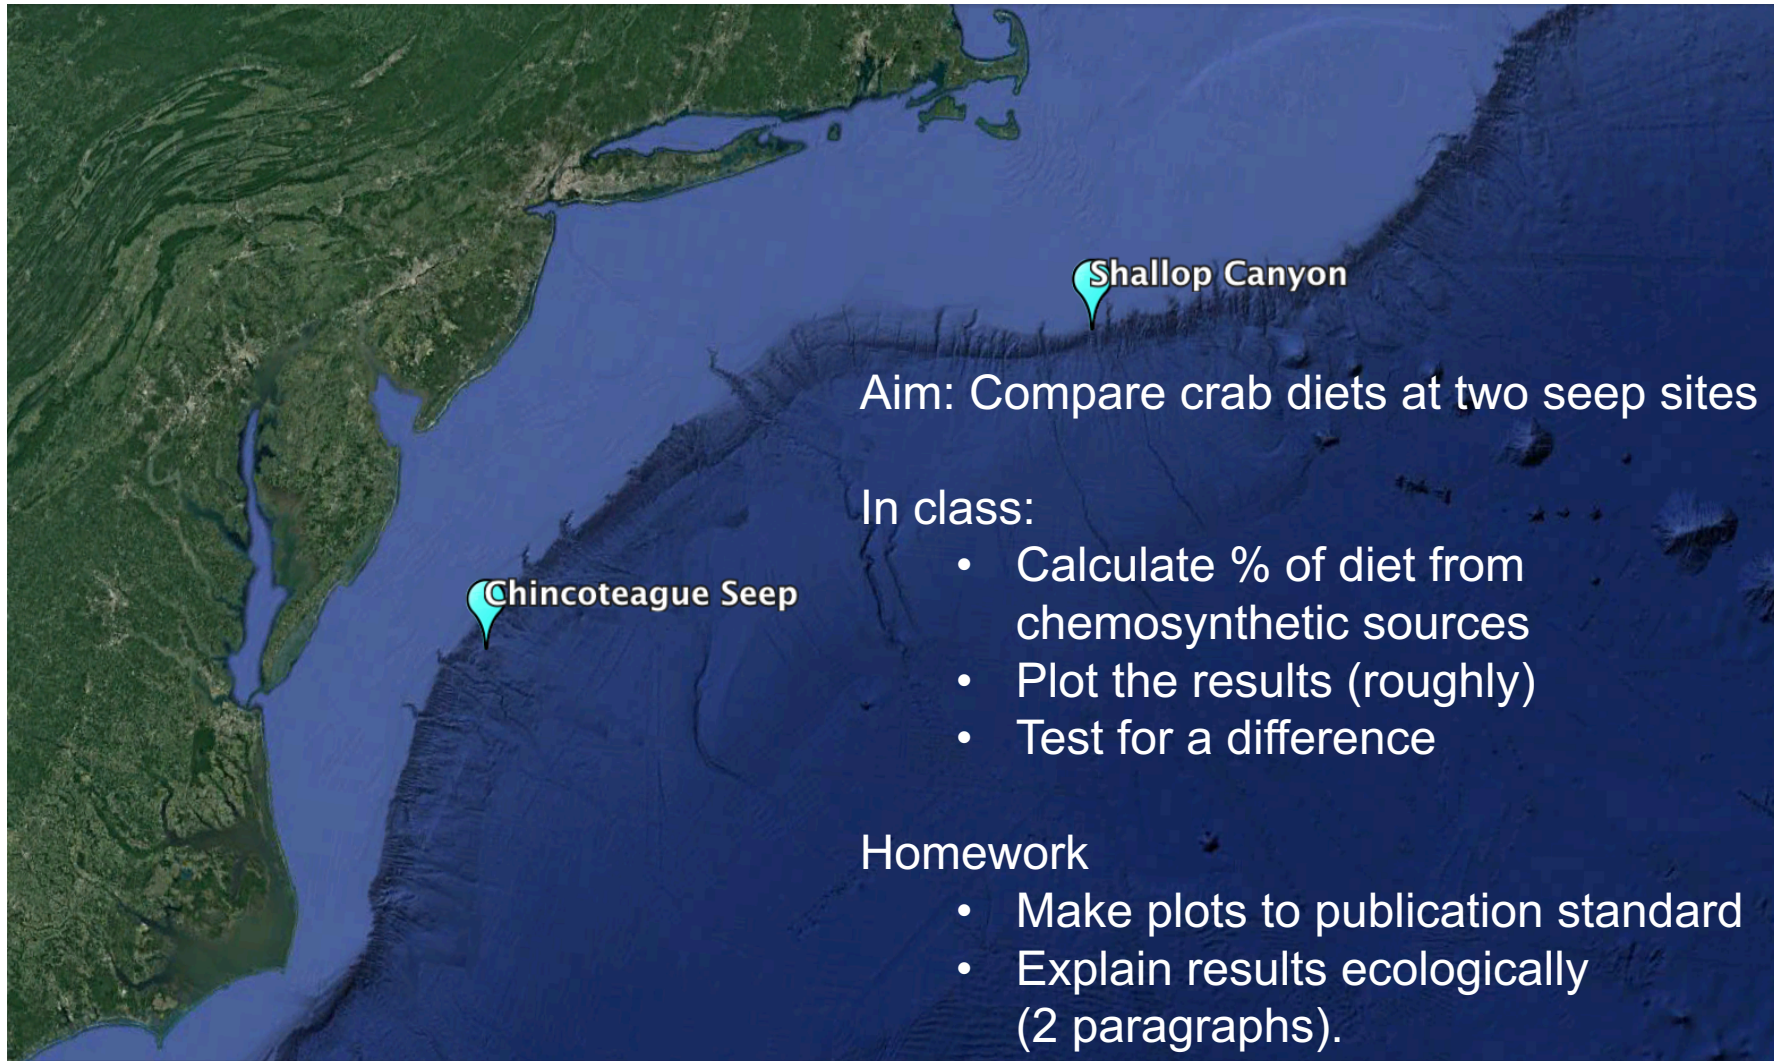 Shallop Canyon
Aim: Compare crab diets at two seep sites
In class:
• Calculate % of diet from
chemosynthetic sources
Chincoteague Seep
• Plot the results (roughly)
• Test for a difference
Homework
• Make plots to publication standard
• Explain results ecologically
(2 paragraphs).